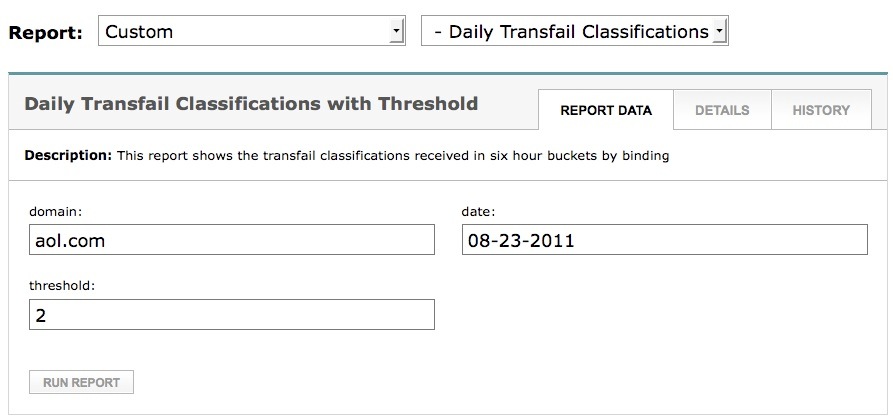 Report: Custom - Daily Transfail Classifications
Daily Transfail Classifications with Threshold REPORT DATA DETAILS HISTORY
Description: This report shows the transfail classifications received in six hour buckets by binding
domain: date:
aol.com 08-23-2011
threshold:
2
RUN REPORT